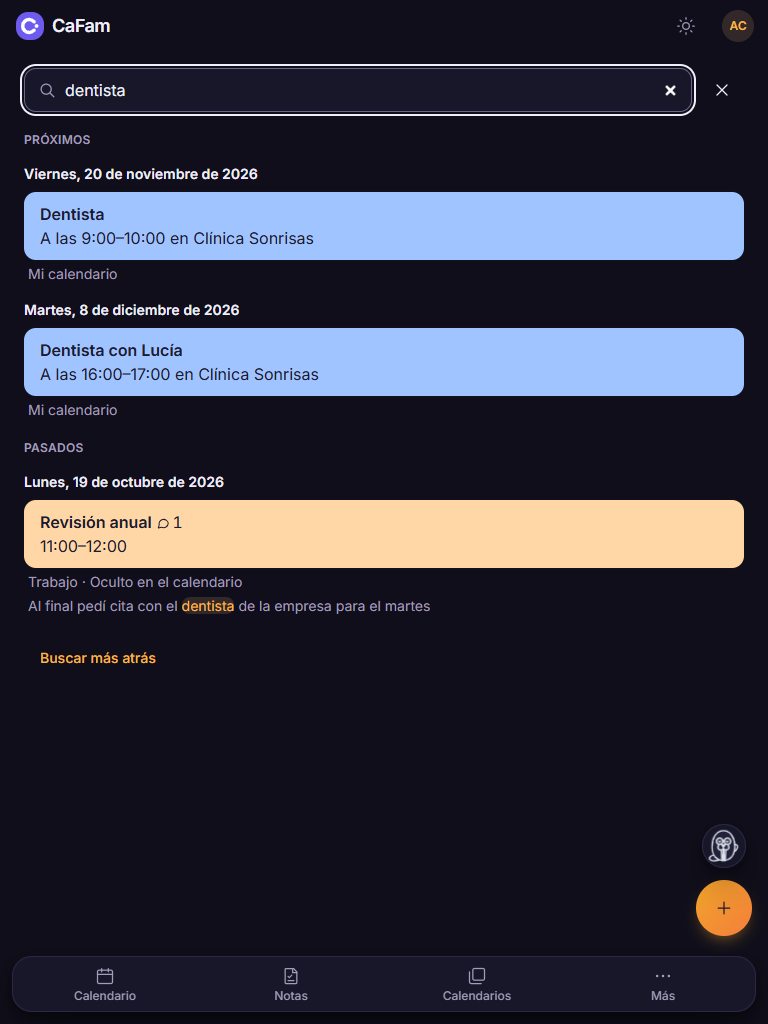 CaFam
AC
dentista
PRÓXIMOS
Viernes, 20 de noviembre de 2026
Dentista
A las 9:00–10:00 en Clínica Sonrisas
Mi calendario
Martes, 8 de diciembre de 2026
Dentista con Lucía
A las 16:00–17:00 en Clínica Sonrisas
Mi calendario
PASADOS
Lunes, 19 de octubre de 2026
Revisión anual 1
11:00–12:00
Trabajo · Oculto en el calendario
Al final pedí cita con el dentista de la empresa para el martes
Buscar más atrás
Calendario
Notas
Calendarios
Más